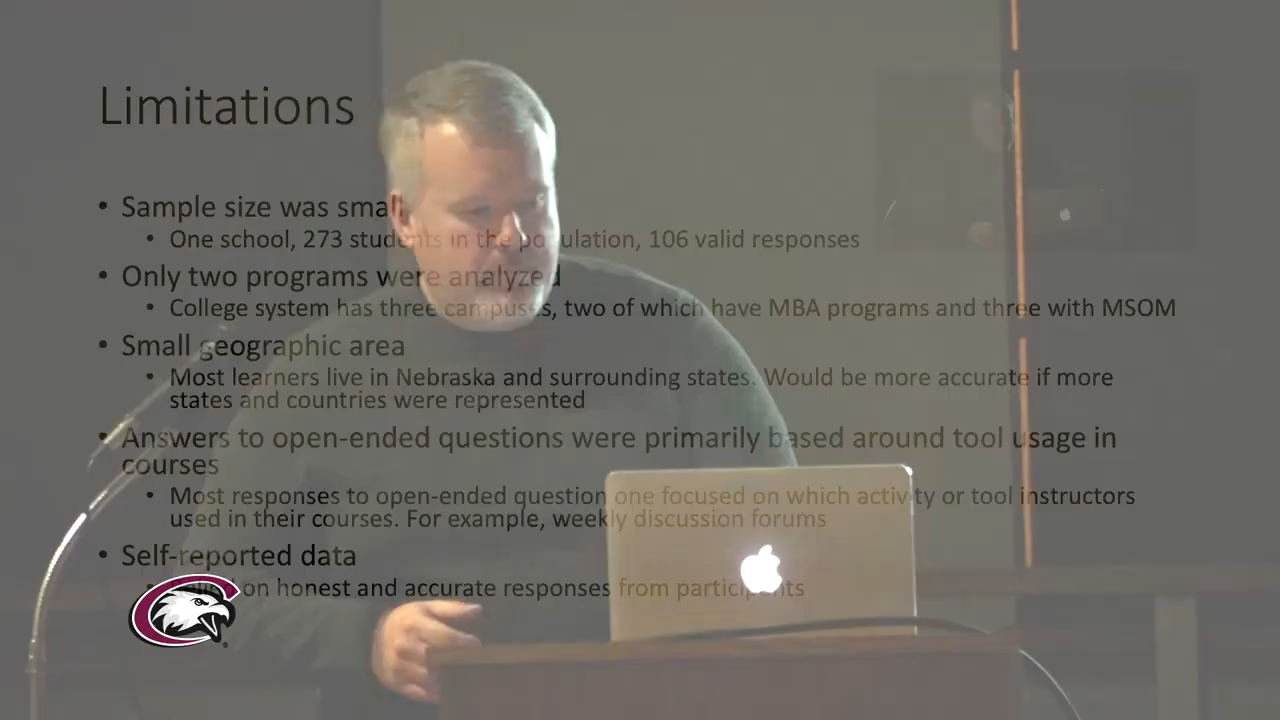 Limitations
• Sample size was small
• One school, 273 students in the population, 106 valid responses
• Only two programs were analyzed
• College system has three campuses, two of which have MBA programs and three with MSOM
• Small geographic area
• Most learners live in Nebraska and surrounding states. Would be more accurate if more
states and countries were represented
• Answers to open-ended questions were primarily based around tool usage in
courses
• Most responses to open-ended question one focused on which activity or tool instructors
used in their courses. For example, weekly discussion forums
• Self-reported data
• on honest and accurate responses from participants